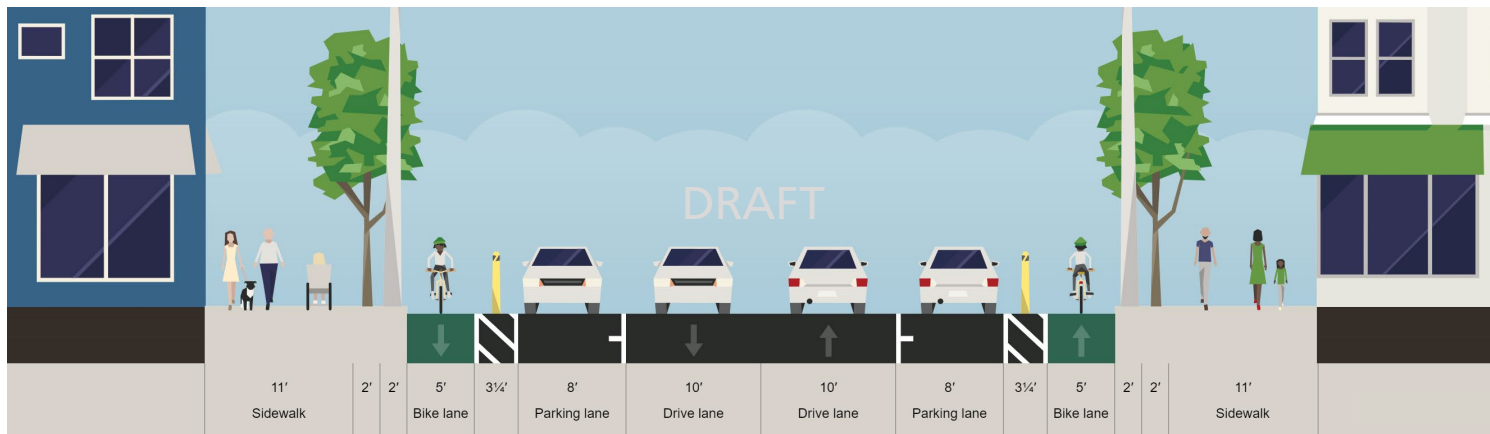 DRAFT
11′ 2′ 2′ 5′ 3¼′ 8′ 10′ 10′ 8′ 3¼′ 5′ 2′ 2′ 11′
Sidewalk Bike lane Parking lane Drive lane Drive lane Parking lane Bike lane Sidewalk